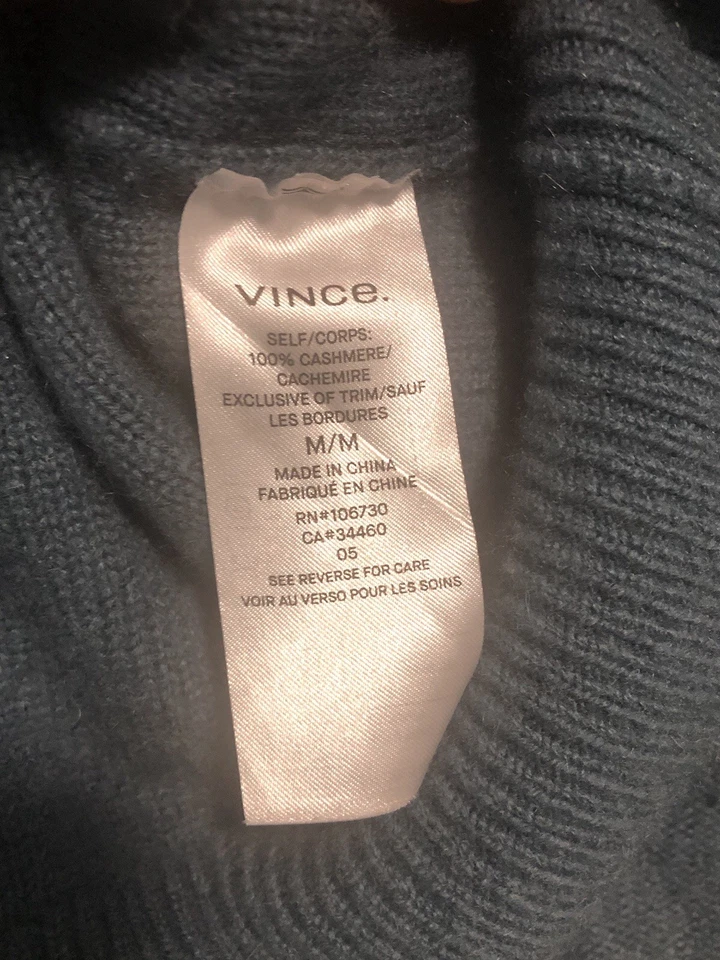 VINCe.
SELF/CORPS:
100% CASHMERE/
CACHEMIRE
EXCLUSIVE OF TRIM/SAUF
LES BORDURES
M/M
MADE IN CHINA
FABRIQUÉ EN CHINE
RN#106730
CA#34460
05
SEE REVERSE FOR CARE
VOIR AU VERSO POUR LES SOINS